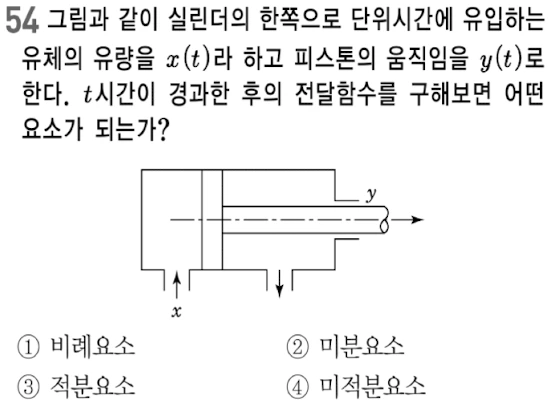 54 그림과 같이 실린더의 한쪽으로 단위시간에 유입하는
유체의 유량을 x(t)라 하고 피스톤의 움직임을 y(t)로
한다. t시간이 경과한 후의 전달함수를 구해보면 어떤
요소가 되는가?
y
x
① 비례요소 ② 미분요소
③ 적분요소 ④ 미적분요소